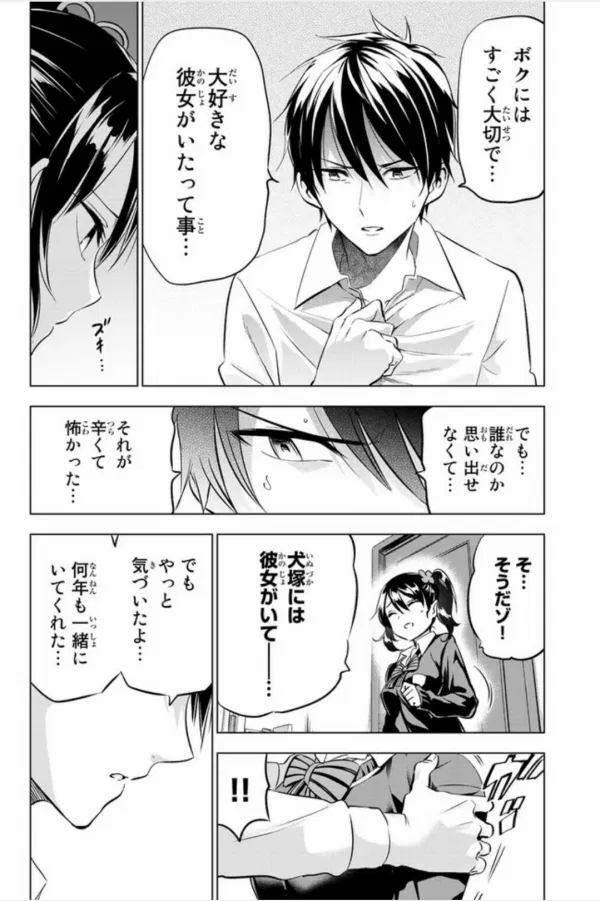 ボクには
すごく大切で…
大好きな
彼女がいたって事…
ズキ…
でも…
誰なのか
思い出せ
なくて…
それが
辛くて
怖かった…
そ…
そうだゾ！
犬塚には
彼女がいて――…
グッ
!!
でも
やっと
気づいたよ…
何年も一緒に
いてくれた…